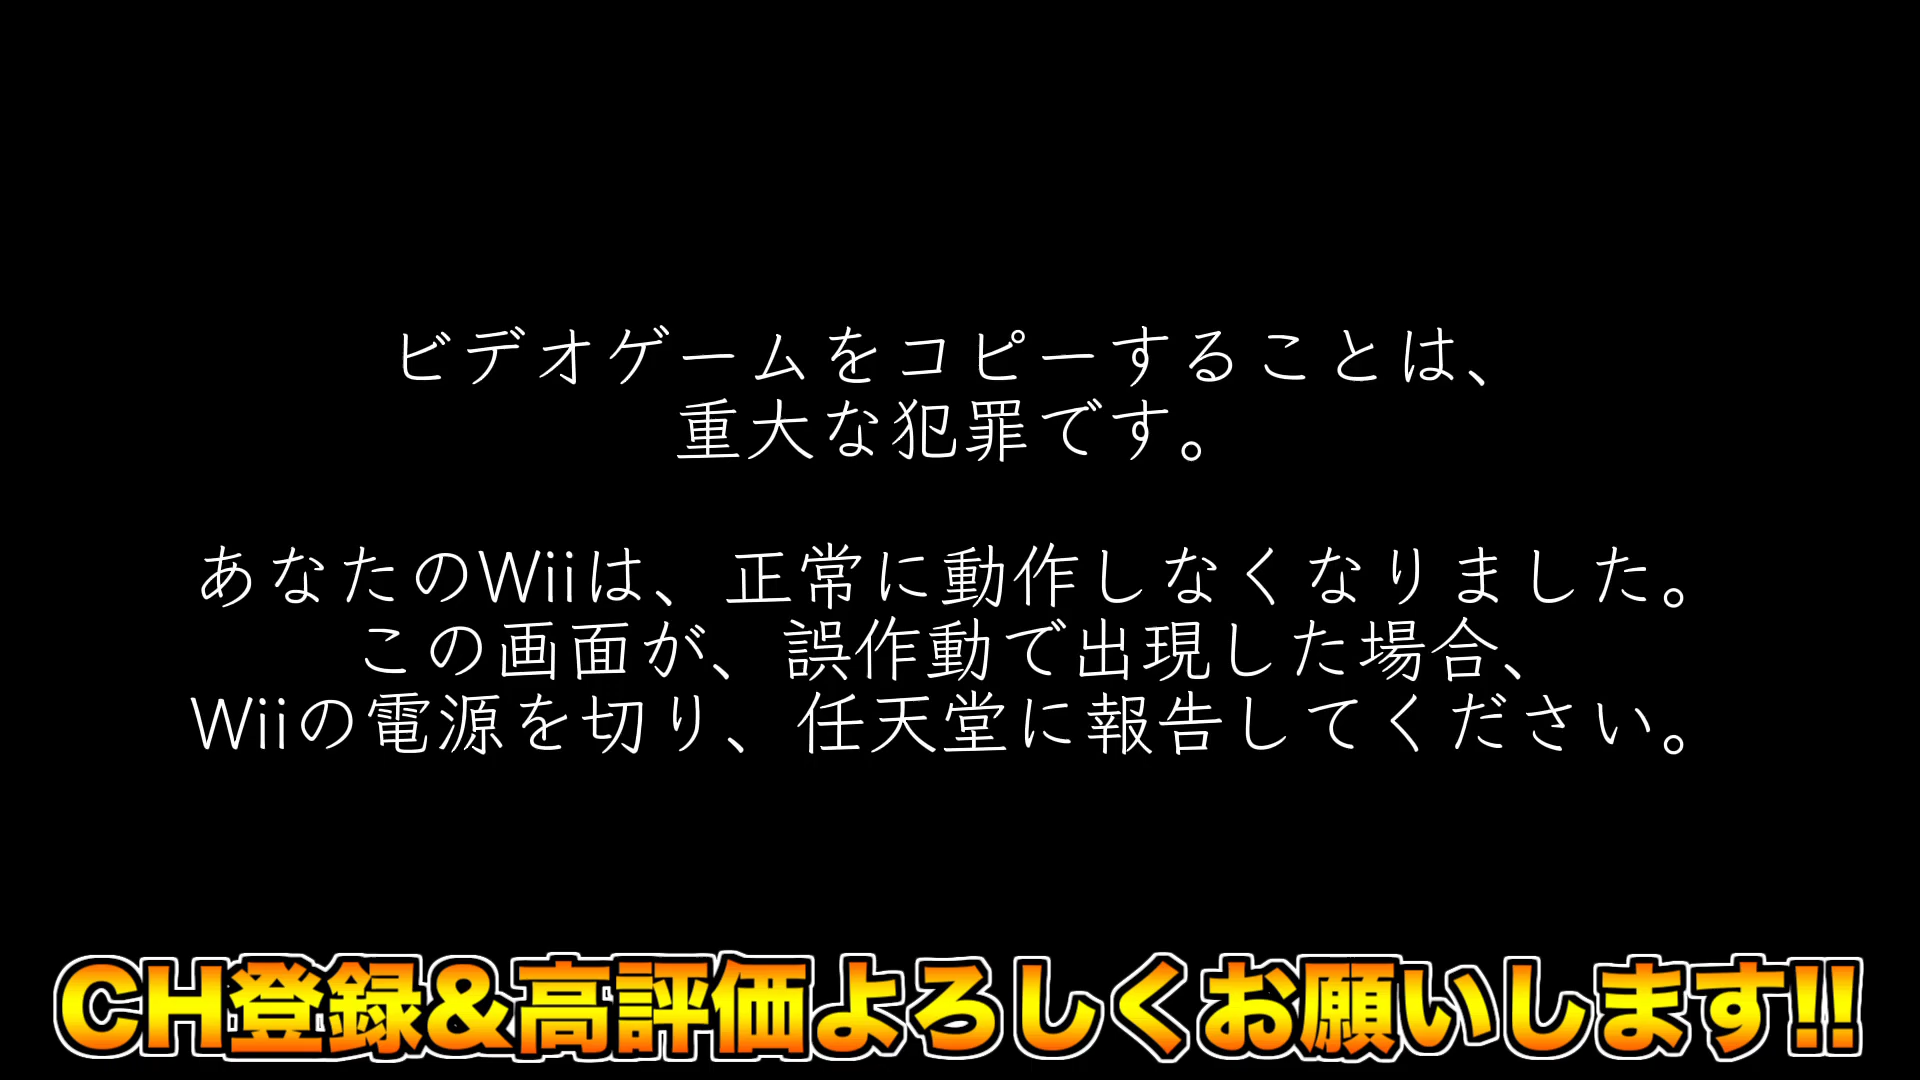 ビデオゲームをコピーすることは、
重大な犯罪です。
あなたのWiiは、正常に動作しなくなりました。
この画面が、誤作動で出現した場合、
Wiiの電源を切り、任天堂に報告してください。
CH登録&高評価よろしくお願いします!!